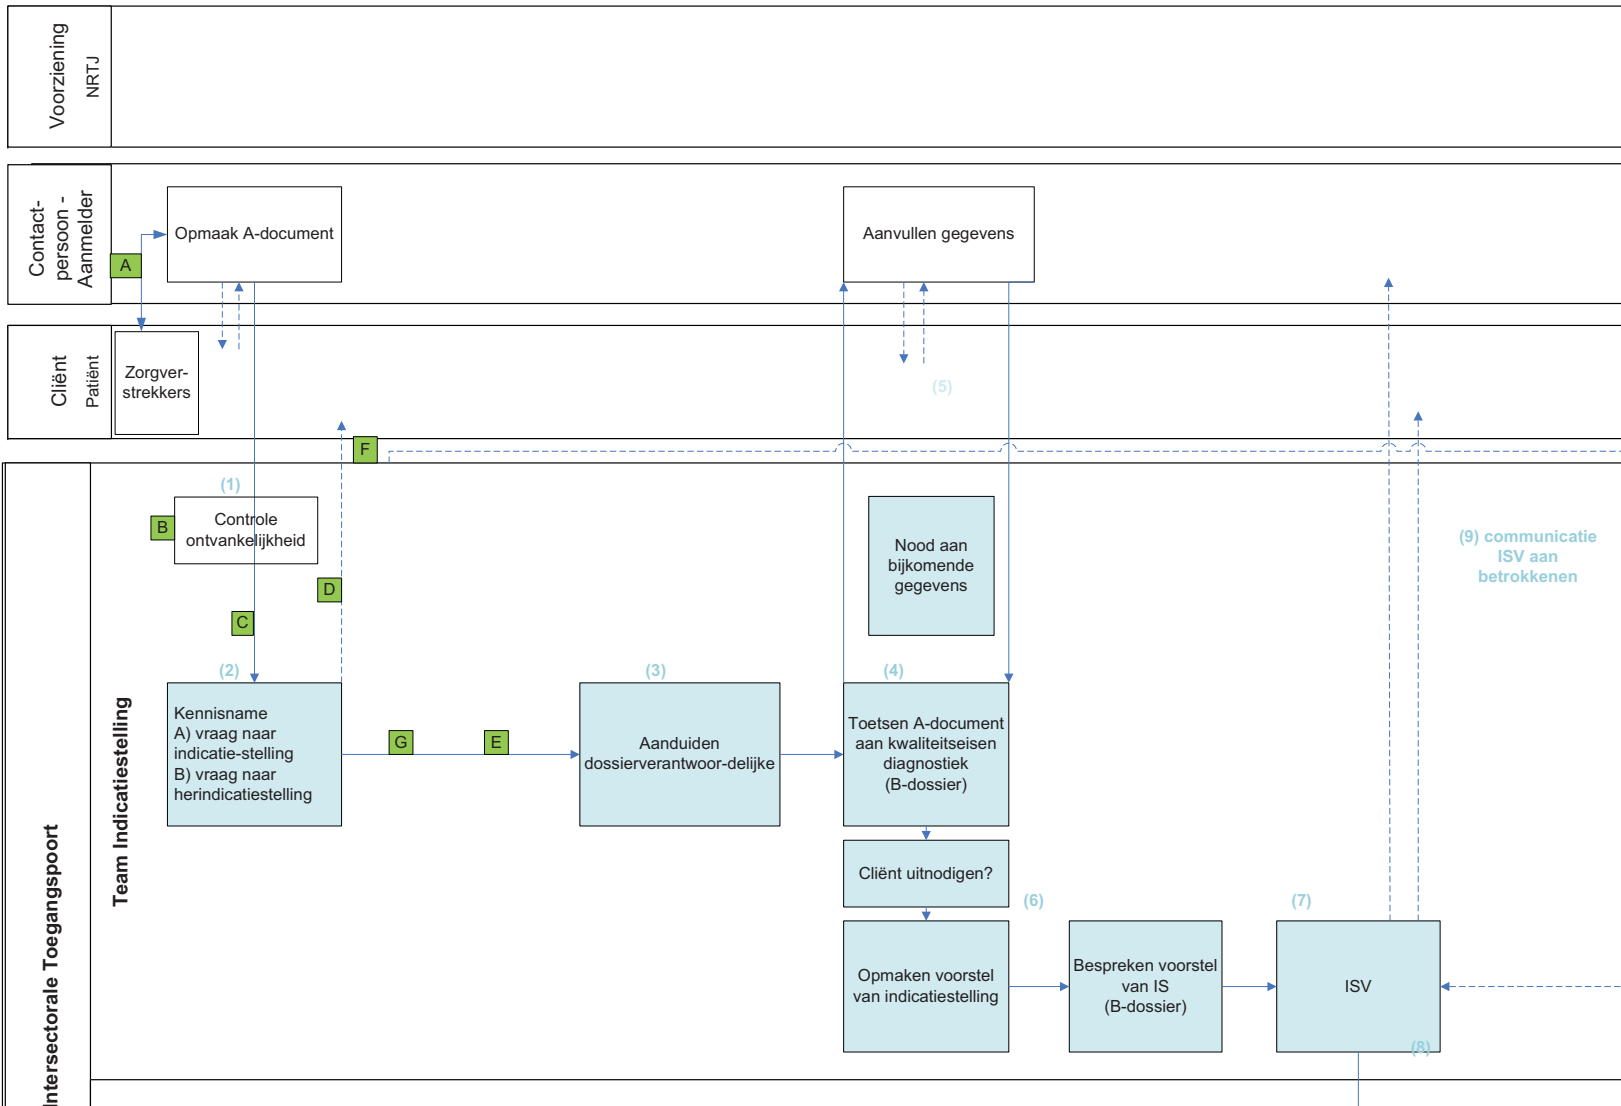 Voorziening
NRTJ
Contact-
persoon -
Aanmelder
Opmaak A-document
Aanvullen gegevens
A
Cliënt
Patiënt
Zorgver-
strekkers
(5)
F
Intersectorale Toegangspoort
Team Indicatiestelling
(1)
B
Controle
ontvankelijkheid
D
C
Nood aan
bijkomende
gegevens
(9) communicatie
ISV aan
betrokkenen
(2)
Kennisname
A) vraag naar
indicatie-stelling
B) vraag naar
herindicatiestelling
G
E
(3)
Aanduiden
dossierverantwoor-delijke
(4)
Toetsen A-document
aan kwaliteitseisen
diagnostiek
(B-dossier)
Cliënt uitnodigen?
(6)
Opmaken voorstel
van indicatiestelling
Bespreken voorstel
van IS
(B-dossier)
(7)
ISV
(8)